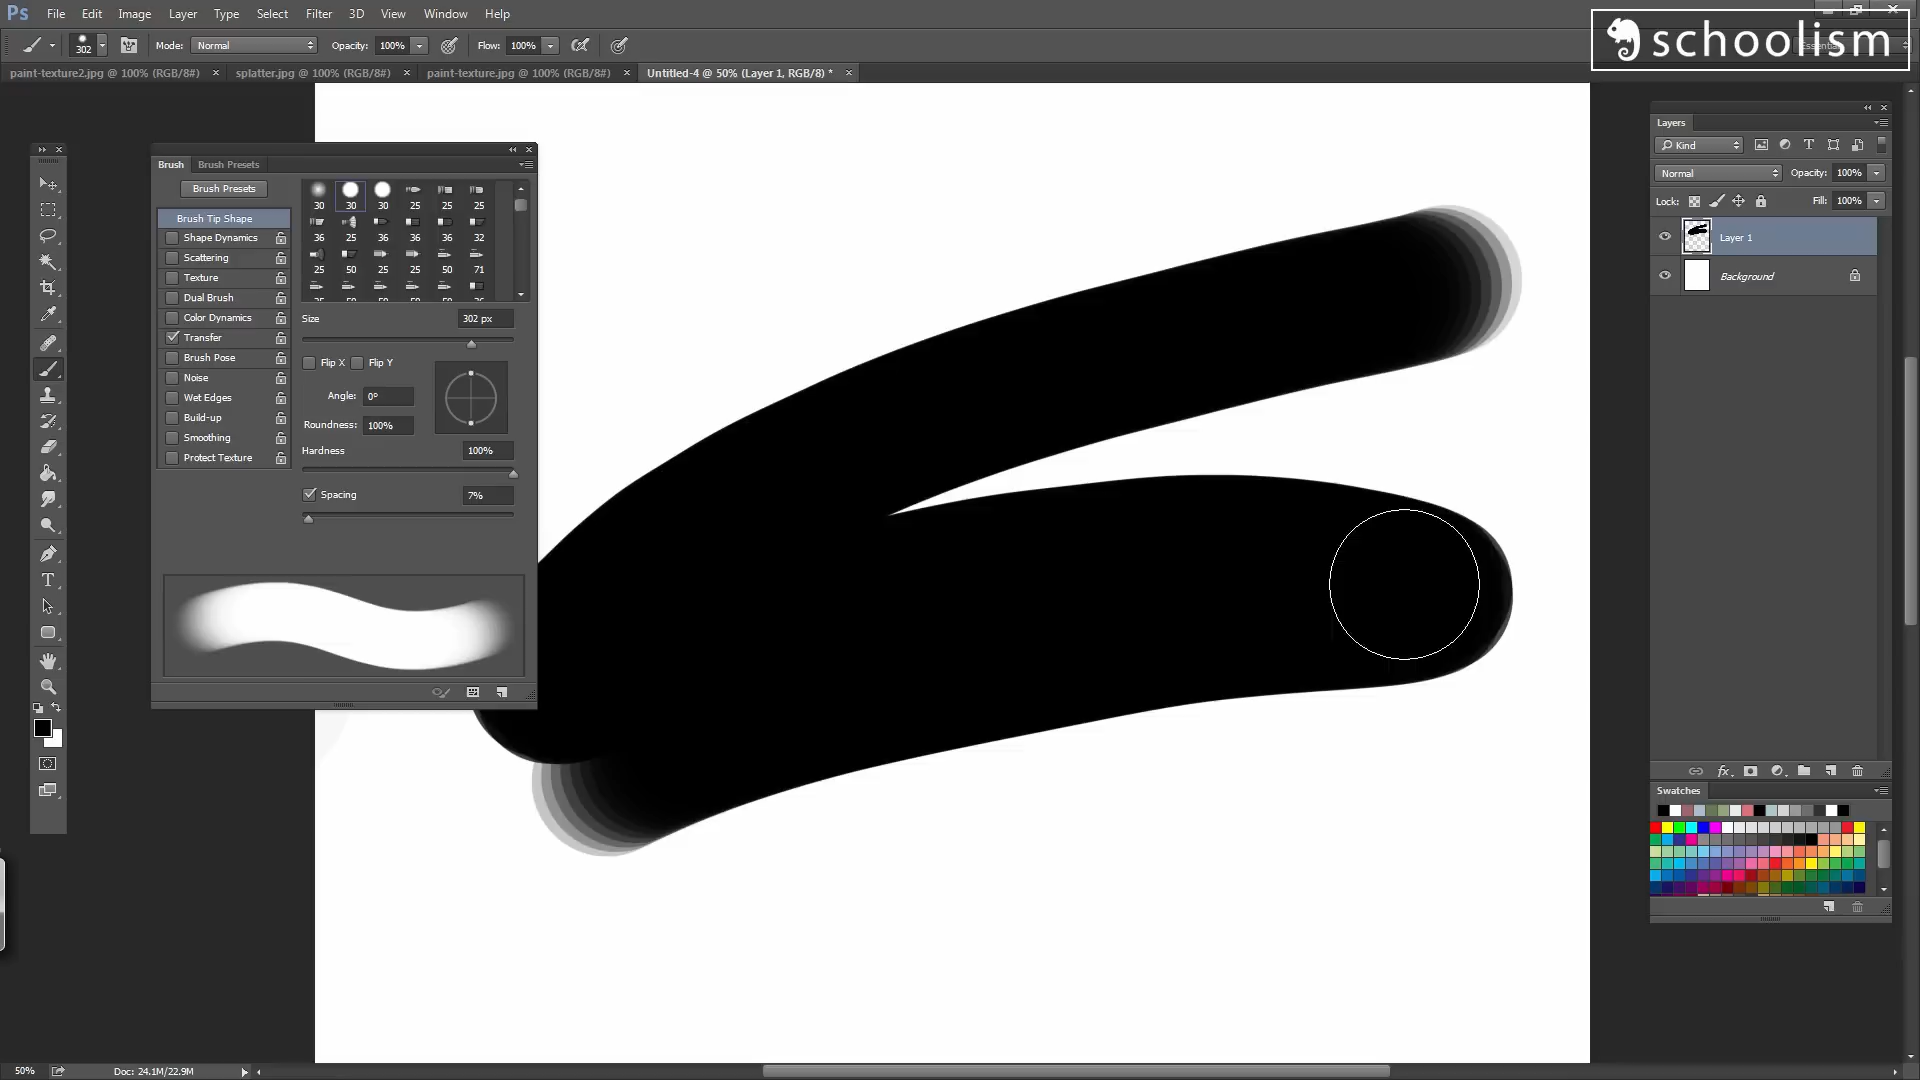 Ps File Edit Image Layer Type Select Filter 3D View Window Help
schoolism
302 Mode: Normal Opacity: 100% Flow: 100%
paint-texture2.jpg @ 100% (RGB/8#) × splatter.jpg @ 100% (RGB/8#) × paint-texture.jpg @ 100% (RGB/8#) × Untitled-4 @ 50% (Layer 1, RGB/8) * ×
Brush Brush Presets
Brush Presets
30 30 30 25 25 25
36 25 36 36 36 32
25 50 25 25 50 71
Brush Tip Shape
Shape Dynamics
Scattering
Texture
Dual Brush
Color Dynamics
Transfer
Brush Pose
Noise
Wet Edges
Build-up
Smoothing
Protect Texture
Size 302 px
Flip X Flip Y
Angle: 0º
Roundness: 100%
Hardness 100%
Spacing 7%
Layers
Kind
Normal Opacity: 100%
Lock: Fill: 100%
Layer 1
Background
Swatches
50% Doc: 24.1M/22.9M